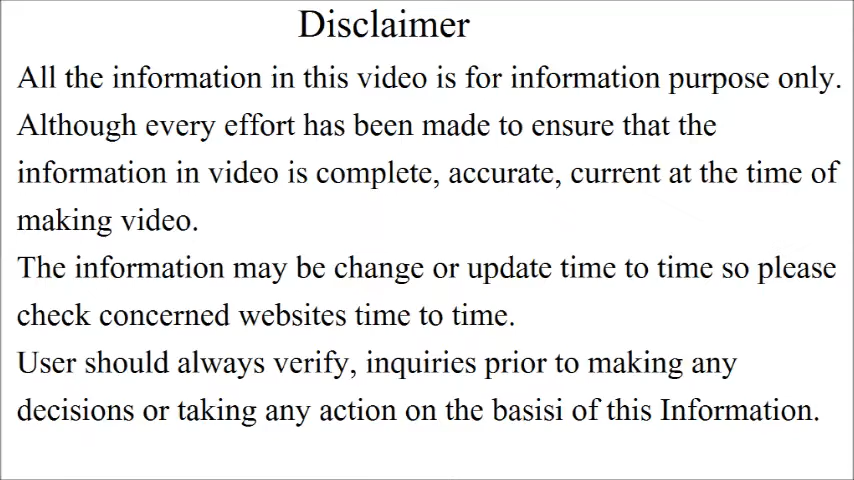 Disclaimer
All the information in this video is for information purpose only.
Although every effort has been made to ensure that the
information in video is complete, accurate, current at the time of
making video.
The information may be change or update time to time so please
check concerned websites time to time.
User should always verify, inquiries prior to making any
decisions or taking any action on the basisi of this Information.